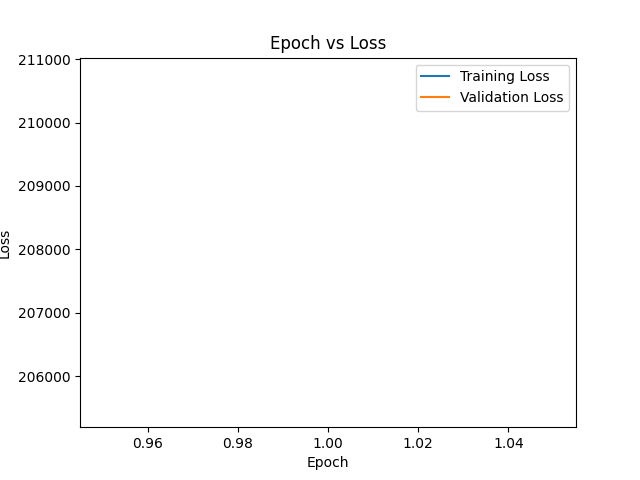 Epoch vs Loss
211000
210000
209000
208000
207000
206000
Loss
Training Loss
Validation Loss
0.96
0.98
1.00
1.02
1.04
Epoch